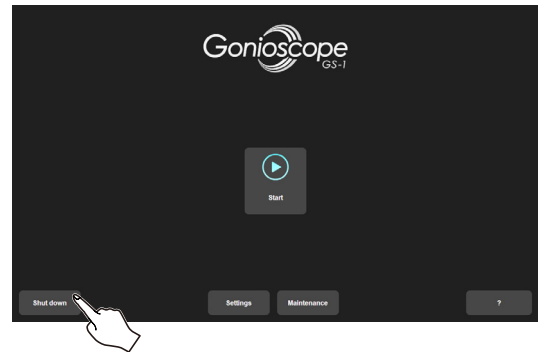 Gonioscope
GS-1
Start
Shut down
Settings
Maintenance
?